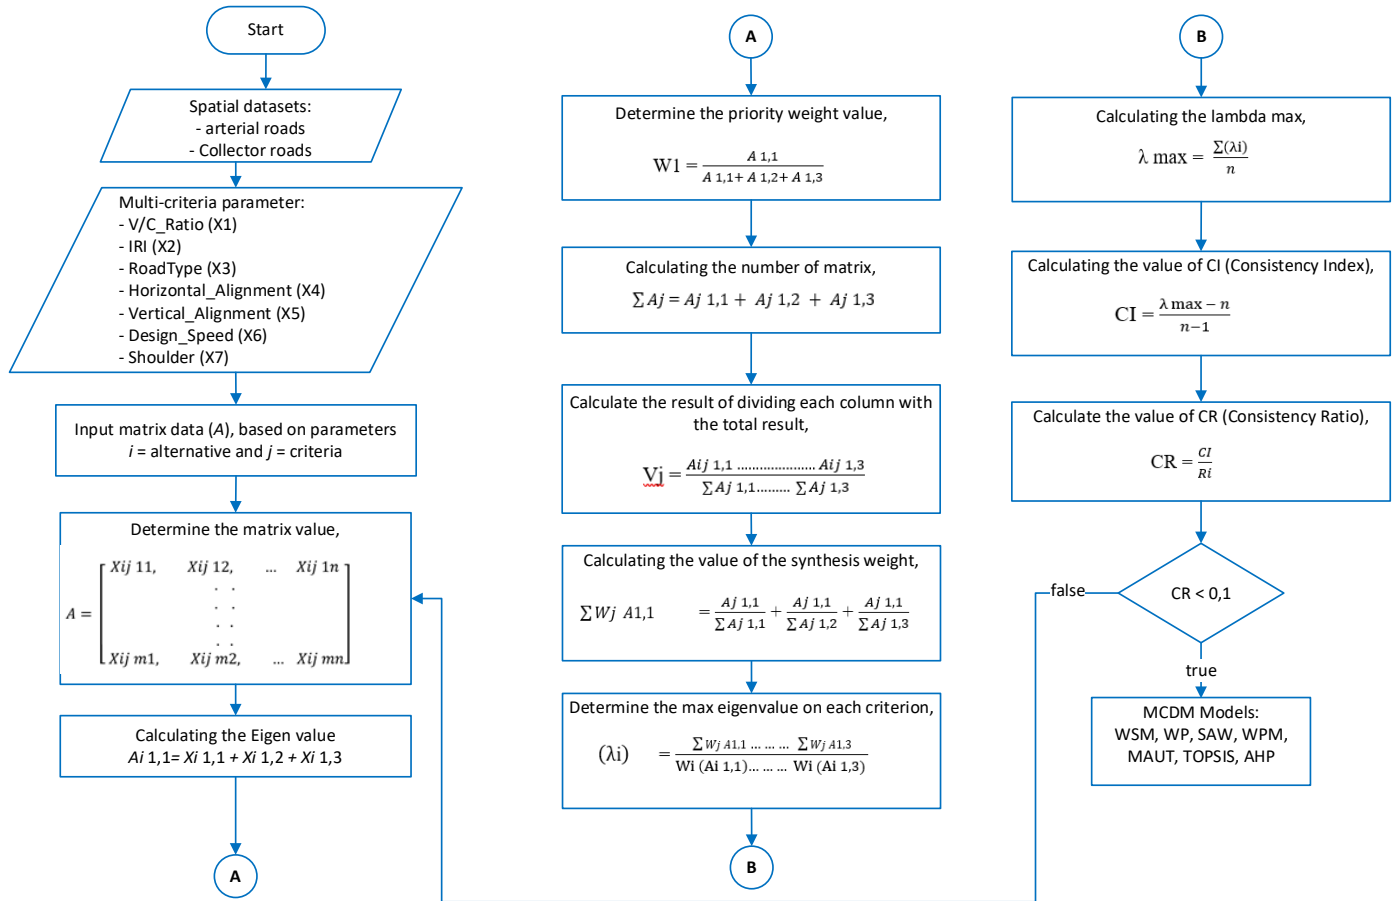 Start
Spatial datasets:
- arterial roads
- Collector roads
Multi-criteria parameter:
- V/C_Ratio (X1)
- IRI (X2)
- RoadType (X3)
- Horizontal_Alignment (X4)
- Vertical_Alignment (X5)
- Design_Speed (X6)
- Shoulder (X7)
Input matrix data (A), based on parameters
i = alternative and j = criteria
Determine the matrix value,
Xij 11, Xij 12, ... Xij 1n
. .
. .
A =
. .
. .
Xij m1, Xij m2, ... Xij mn
Calculating the Eigen value
Ai 1,1= Xi 1,1 + Xi 1,2 + Xi 1,3
A
A
Determine the priority weight value,
A 1,1
W1 =
A 1,1+ A 1,2+ A 1,3
Calculating the number of matrix,
∑ Aj = Aj 1,1 + Aj 1,2 + Aj 1,3
Calculate the result of dividing each column with
the total result,
Aij 1,1 ..................... Aij 1,3
Vj =
∑ Aj 1,1......... ∑ Aj 1,3
Calculating the value of the synthesis weight,
Aj 1,1 Aj 1,1 Aj 1,1
∑ Wj A1,1 = + +
∑ Aj 1,1 ∑ Aj 1,2 ∑ Aj 1,3
Determine the max eigenvalue on each criterion,
∑ Wj A1,1 ... ... ... ∑ Wj A1,3
(λi) =
Wi (Ai 1,1)... ... ... Wi (Ai 1,3)
B
B
Calculating the lambda max,
∑(λi)
λ max =
n
Calculating the value of CI (Consistency Index),
λ max − n
CI =
n−1
Calculate the value of CR (Consistency Ratio),
CI
CR =
Ri
false
CR < 0,1
true
MCDM Models:
WSM, WP, SAW, WPM,
MAUT, TOPSIS, AHP